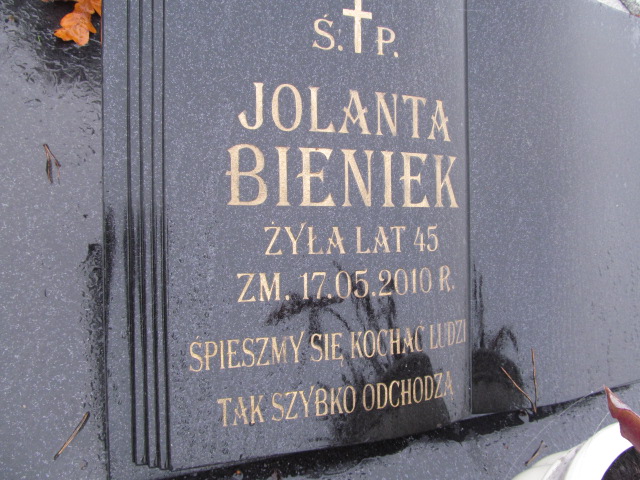 Ś.P.
JOLANTA
BIENIEK
ŻYŁA LAT 45
ZM. 17.05.2010 R.
ŚPIESZMY SIĘ KOCHAĆ LUDZI
TAK SZYBKO ODCHODZĄ